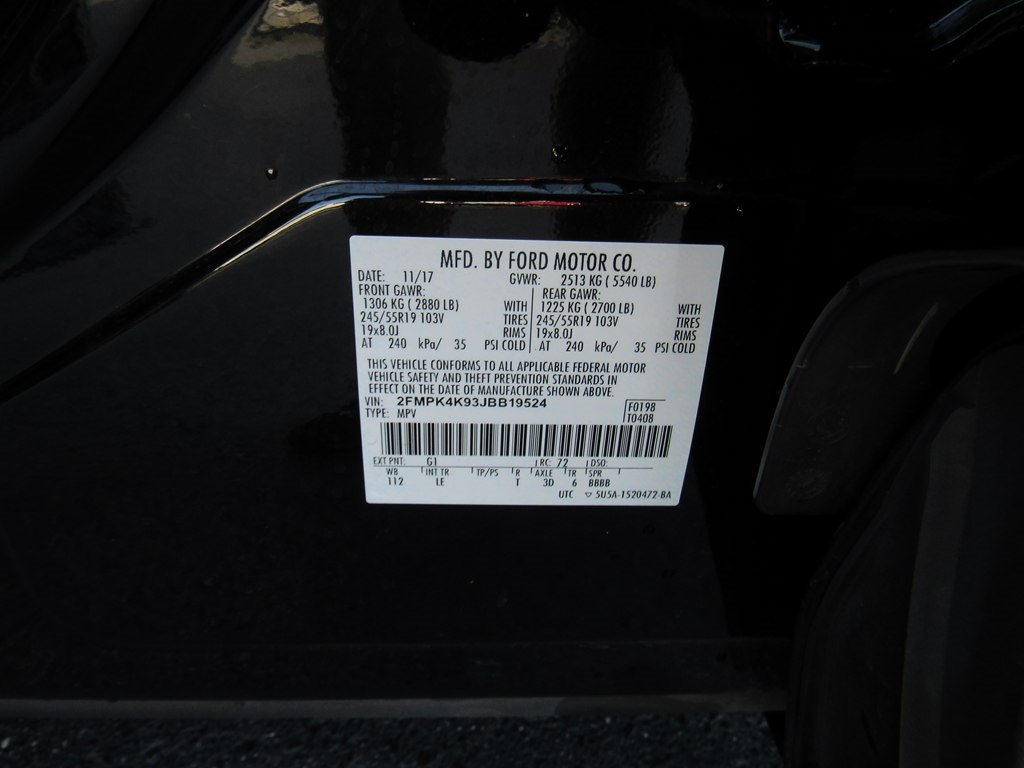 MFD. BY FORD MOTOR CO.
DATE: 11/17 GVWR: 2513 KG ( 5540 LB)
FRONT GAWR: REAR GAWR:
1306 KG ( 2880 LB) WITH 1225 KG ( 2700 LB) WITH
245/55R19 103V TIRES 245/55R19 103V TIRES
19x8.0J RIMS 19x8.0J RIMS
AT 240 kPa/ 35 PSI COLD AT 240 kPa/ 35 PSI COLD
THIS VEHICLE CONFORMS TO ALL APPLICABLE FEDERAL MOTOR
VEHICLE SAFETY AND THEFT PREVENTION STANDARDS IN
EFFECT ON THE DATE OF MANUFACTURE SHOWN ABOVE.
VIN: 2FMPK4K93JBB19524 F0198
TYPE: MPV T0408
EXT PNT: G1 RC: 72 DSO:
WB INT TR TP/PS R AXLE TR SPR
112 LE T 3D 6 BBBB
UTC ▽ 5U5A-1520472-BA